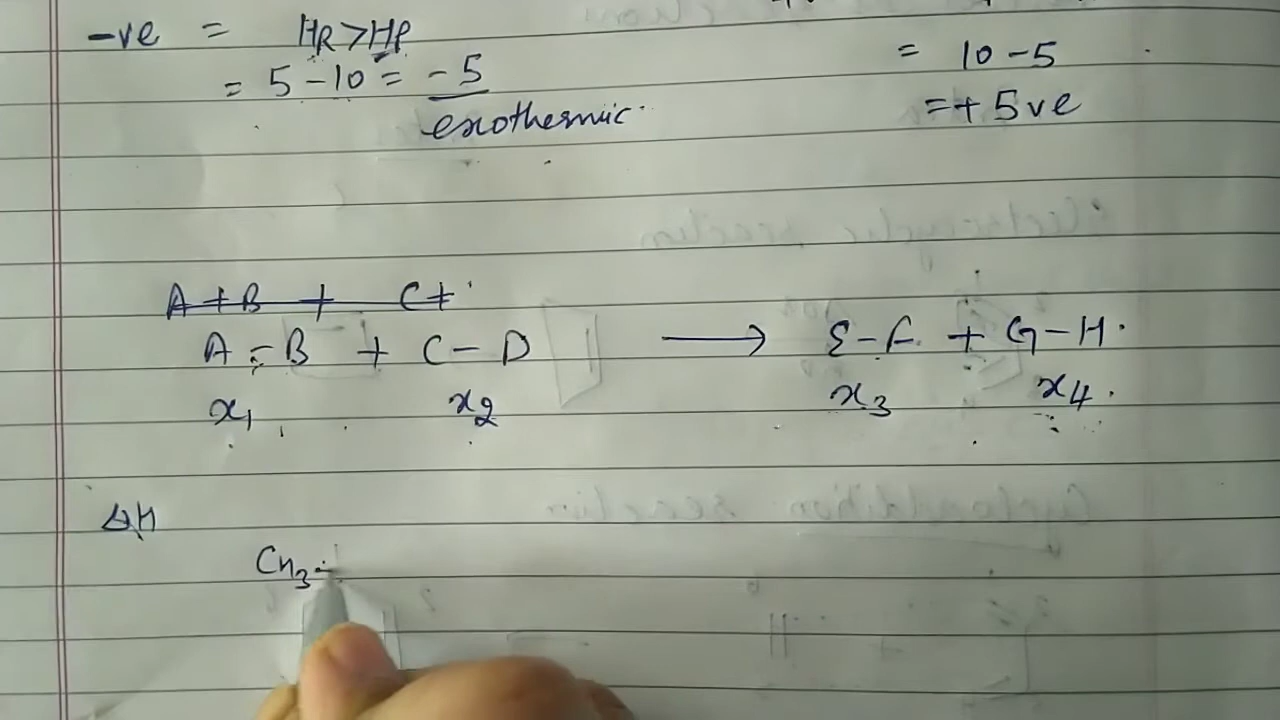 -ve = HR>HP
= 5-10 = -5
exothermic
= 10-5
=+5ve
A+B + C+
A-B + C-D → E-F + G-H
x1 x2 x3 x4
ΔH
CH3-